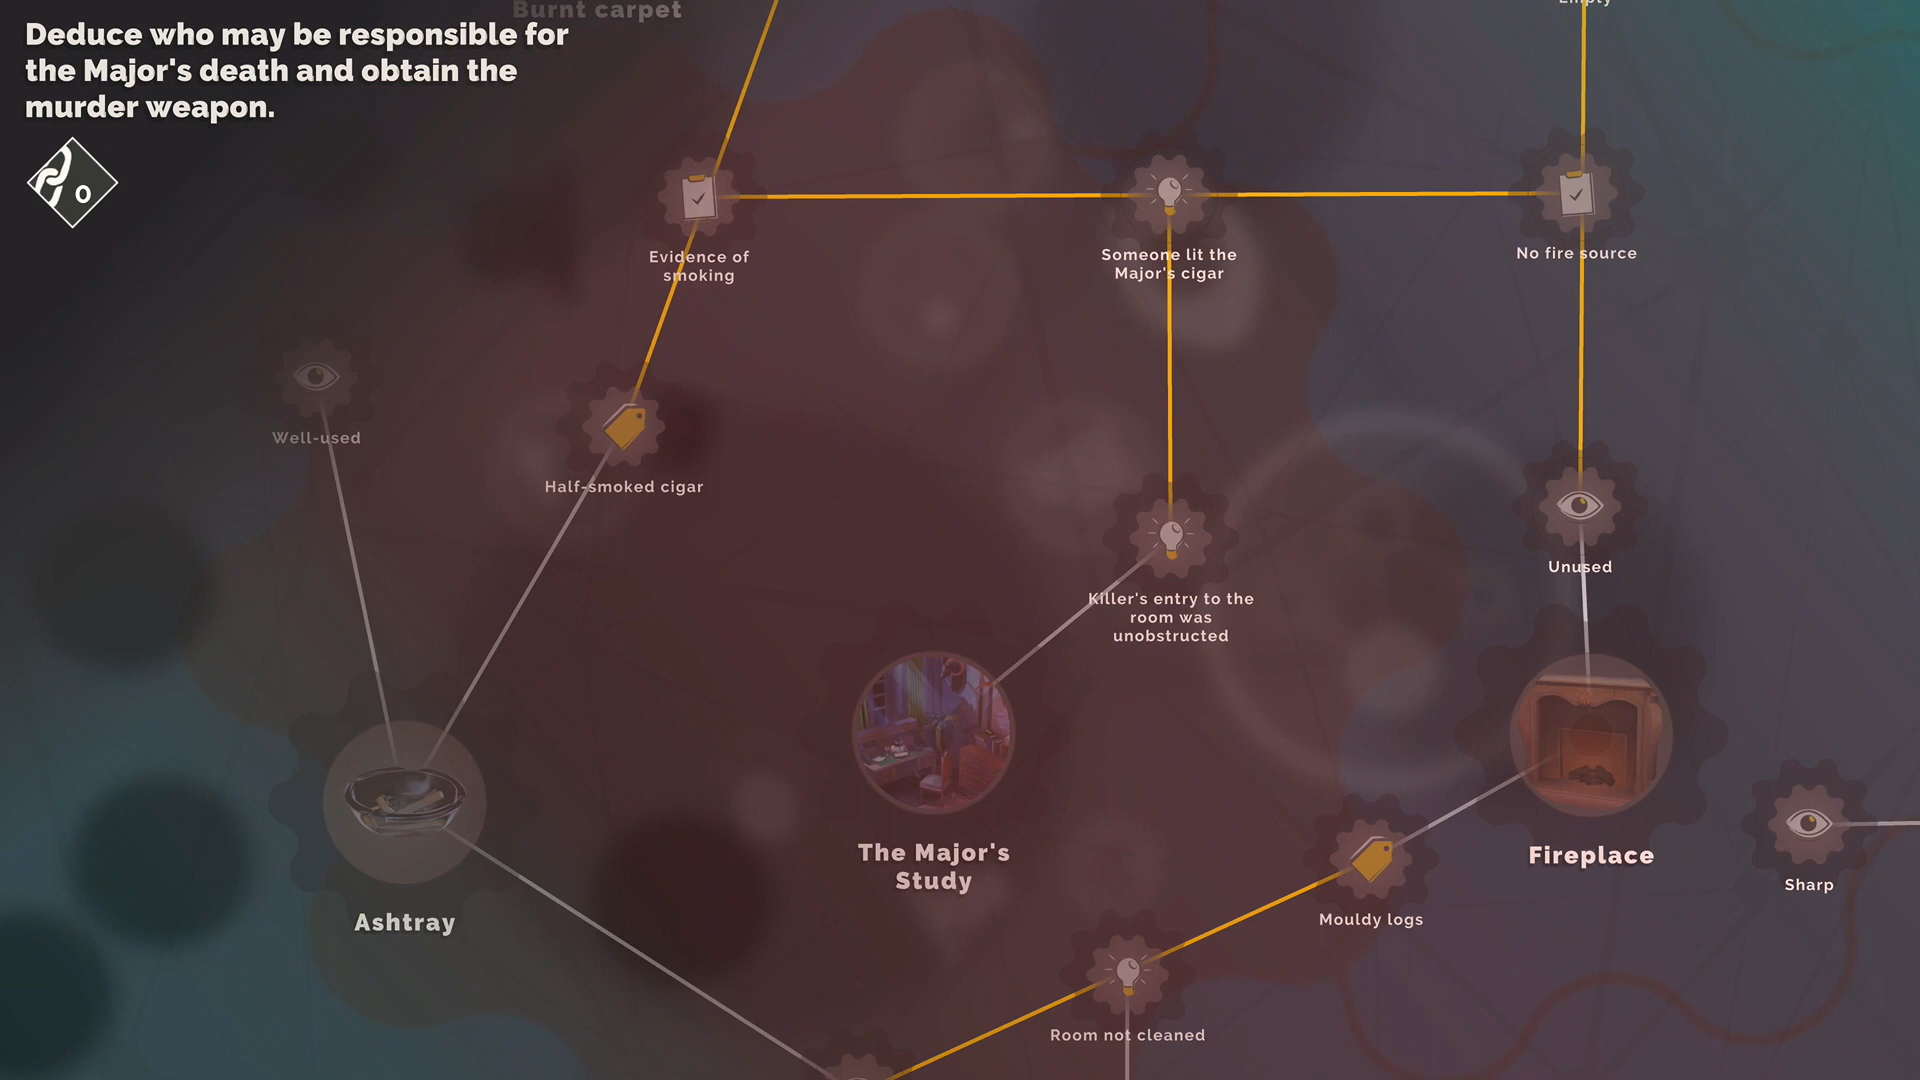 Burnt carpet
Empty
Deduce who may be responsible for
the Major's death and obtain the
murder weapon.
0
Evidence of
smoking
Someone lit the
Major's cigar
No fire source
Well-used
Half-smoked cigar
Unused
Killer's entry to the
room was
unobstructed
The Major's
Study
Fireplace
Sharp
Ashtray
Mouldy logs
Room not cleaned